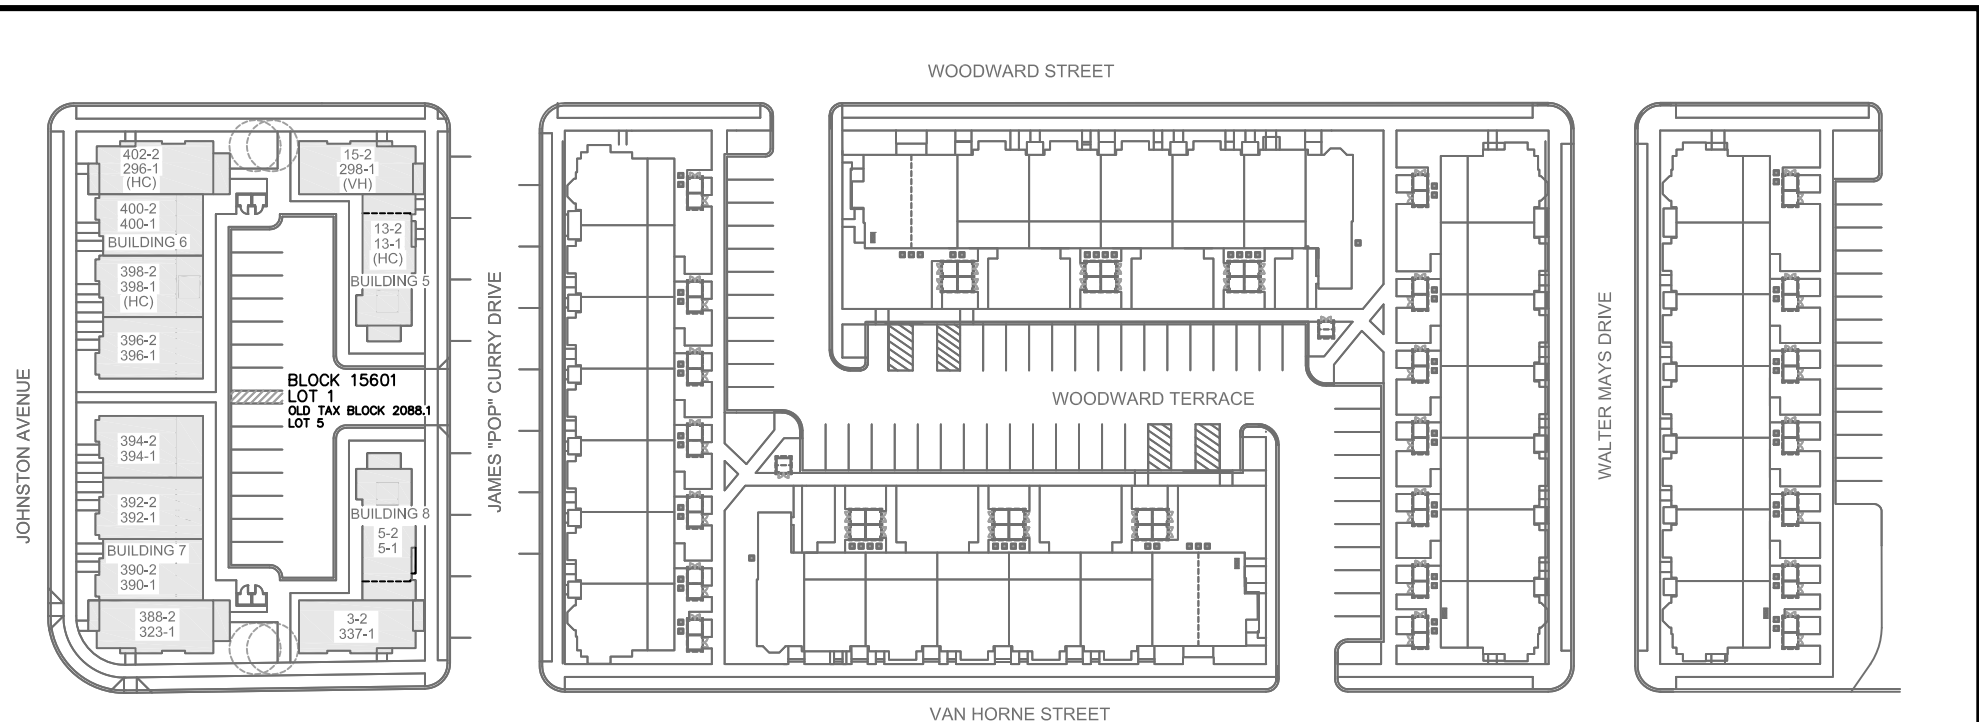 WOODWARD STREET
402-2
296-1
(HC)
15-2
298-1
(VH)
400-2
400-1
BUILDING 6
13-2
13-1
(HC)
BUILDING 5
398-2
398-1
(HC)
396-2
396-1
BLOCK 15601
LOT 1
OLD TAX BLOCK 2088.1
LOT 5
394-2
394-1
392-2
392-1
BUILDING 8
5-2
5-1
BUILDING 7
390-2
390-1
388-2
323-1
3-2
337-1
JOHNSTON AVENUE
JAMES "POP" CURRY DRIVE
WOODWARD TERRACE
WALTER MAYS DRIVE
VAN HORNE STREET